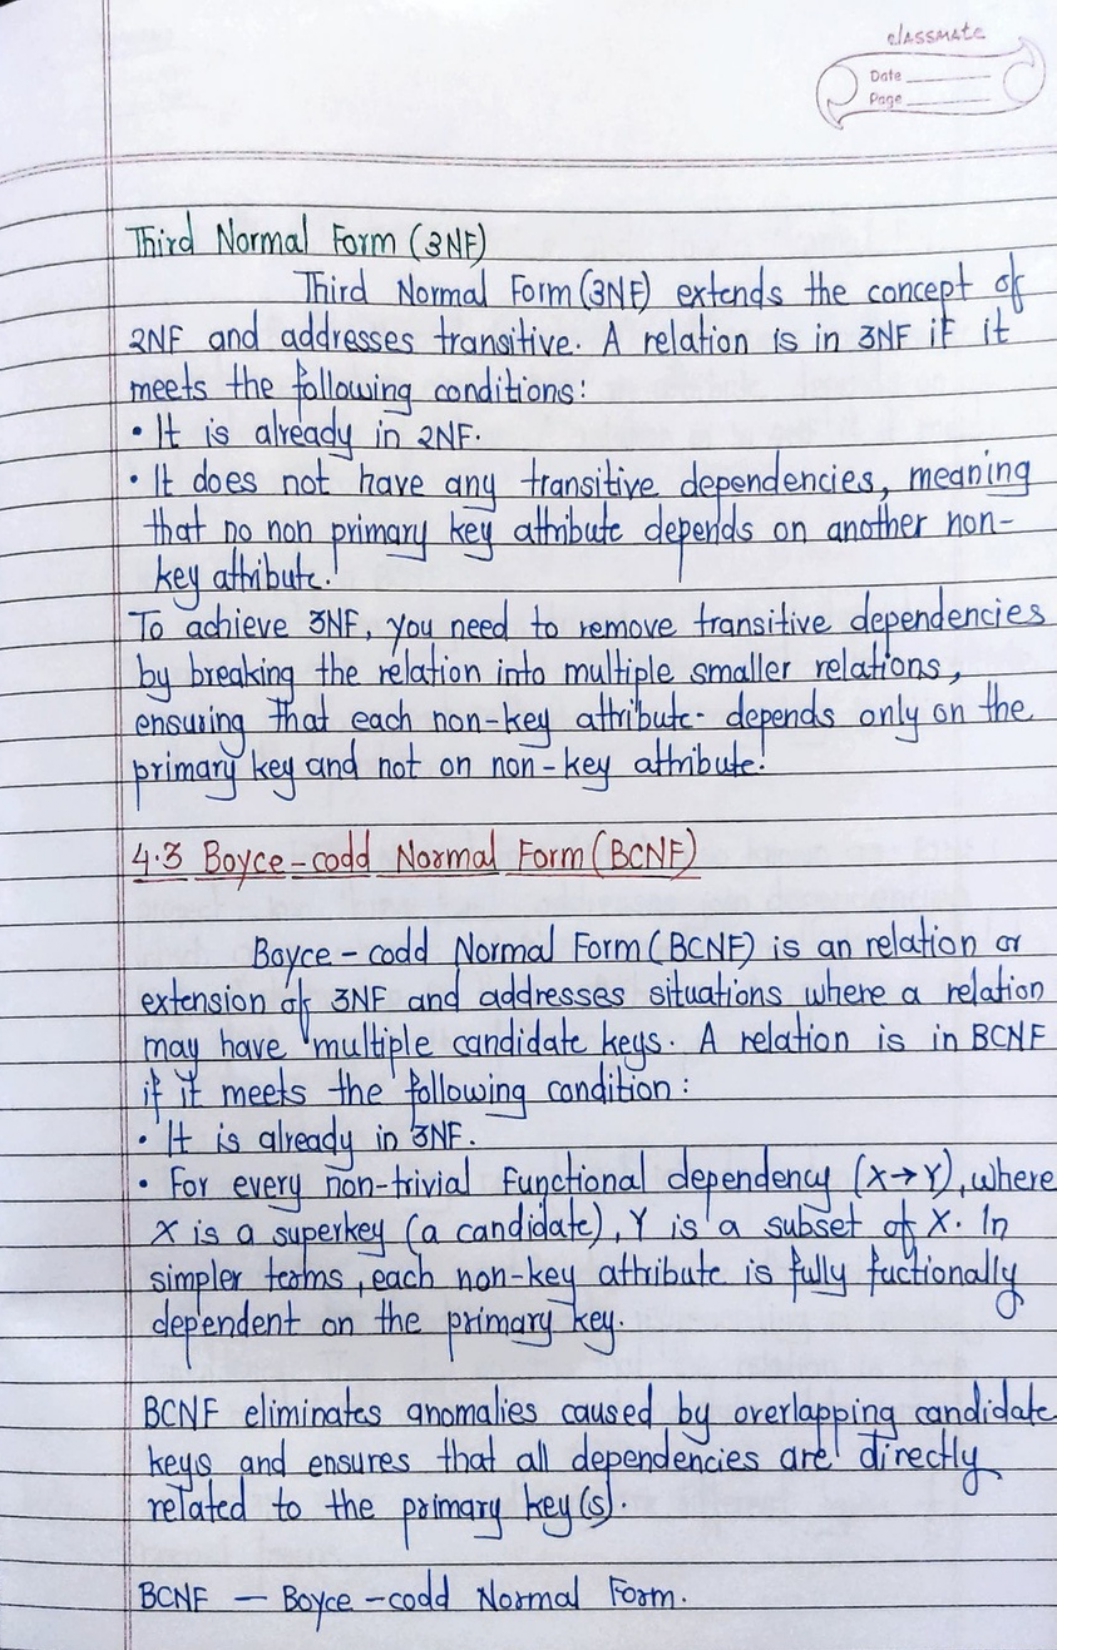 classmate
Date
Page
Third Normal Form (3NF)
Third Normal Form (3NF) extends the concept of
2NF and addresses transitive. A relation is in 3NF if it
meets the following conditions:
• It is already in 2NF.
• It does not have any transitive dependencies, meaning
that no non primary key attribute depends on another non-
key attribute.
To achieve 3NF, you need to remove transitive dependencies
by breaking the relation into multiple smaller relations,
ensuring that each non-key attribute depends only on the
primary key and not on non-key attribute.
4.3 Boyce-codd Normal Form (BCNF)
Boyce-codd Normal Form (BCNF) is an relation or
extension of 3NF and addresses situations where a relation
may have multiple candidate keys. A relation is in BCNF
if it meets the following condition:
• It is already in 3NF.
• For every non-trivial functional dependency (X→Y), where
X is a superkey (a candidate), Y is a subset of X. In
simpler teams, each non-key attribute is fully fuctionally
dependent on the primary key.
BCNF eliminates anomalies caused by overlapping candidate
keys and ensures that all dependencies are directly
related to the primary key(s).
BCNF - Boyce-codd Normal Form.